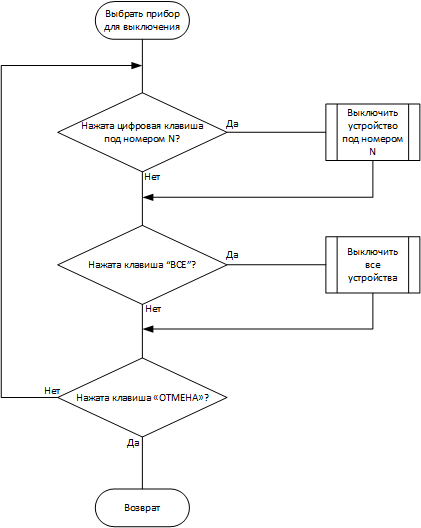 Выбрать прибор
для выключения
Нажата цифровая клавиша
под номером N?
Да
Выключить
устройство
под номером
N
Нет
Нажата клавиша “ВСЕ”?
Да
Выключить
все
устройства
Нет
Нажата клавиша «ОТМЕНА»?
Нет
Да
Возврат